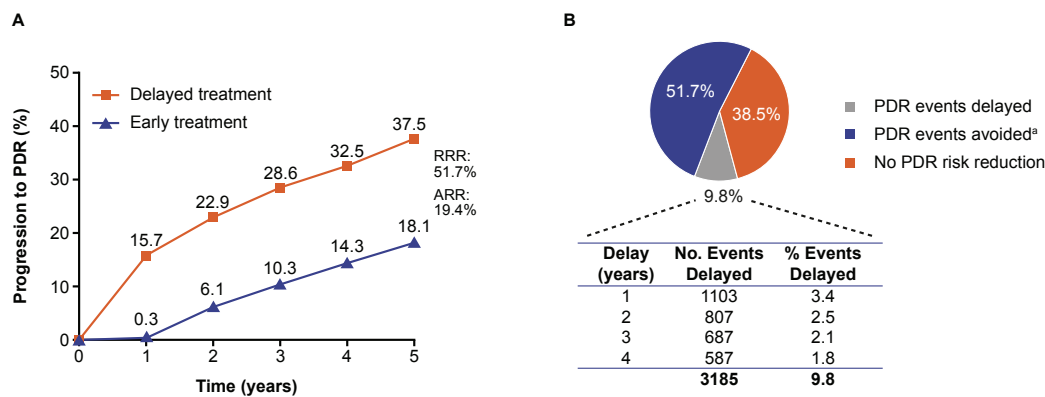 A
Progression to PDR (%)
50
40
30
20
10
0
Delayed treatment
Early treatment
15.7
22.9
28.6
32.5
37.5
0.3
6.1
10.3
14.3
18.1
RRR:
51.7%
ARR:
19.4%
0 1 2 3 4 5
Time (years)
B
51.7%
38.5%
9.8%
PDR events delayed
PDR events avoidedᵃ
No PDR risk reduction
Delay No. Events % Events
(years) Delayed Delayed
1 1103 3.4
2 807 2.5
3 687 2.1
4 587 1.8
3185 9.8